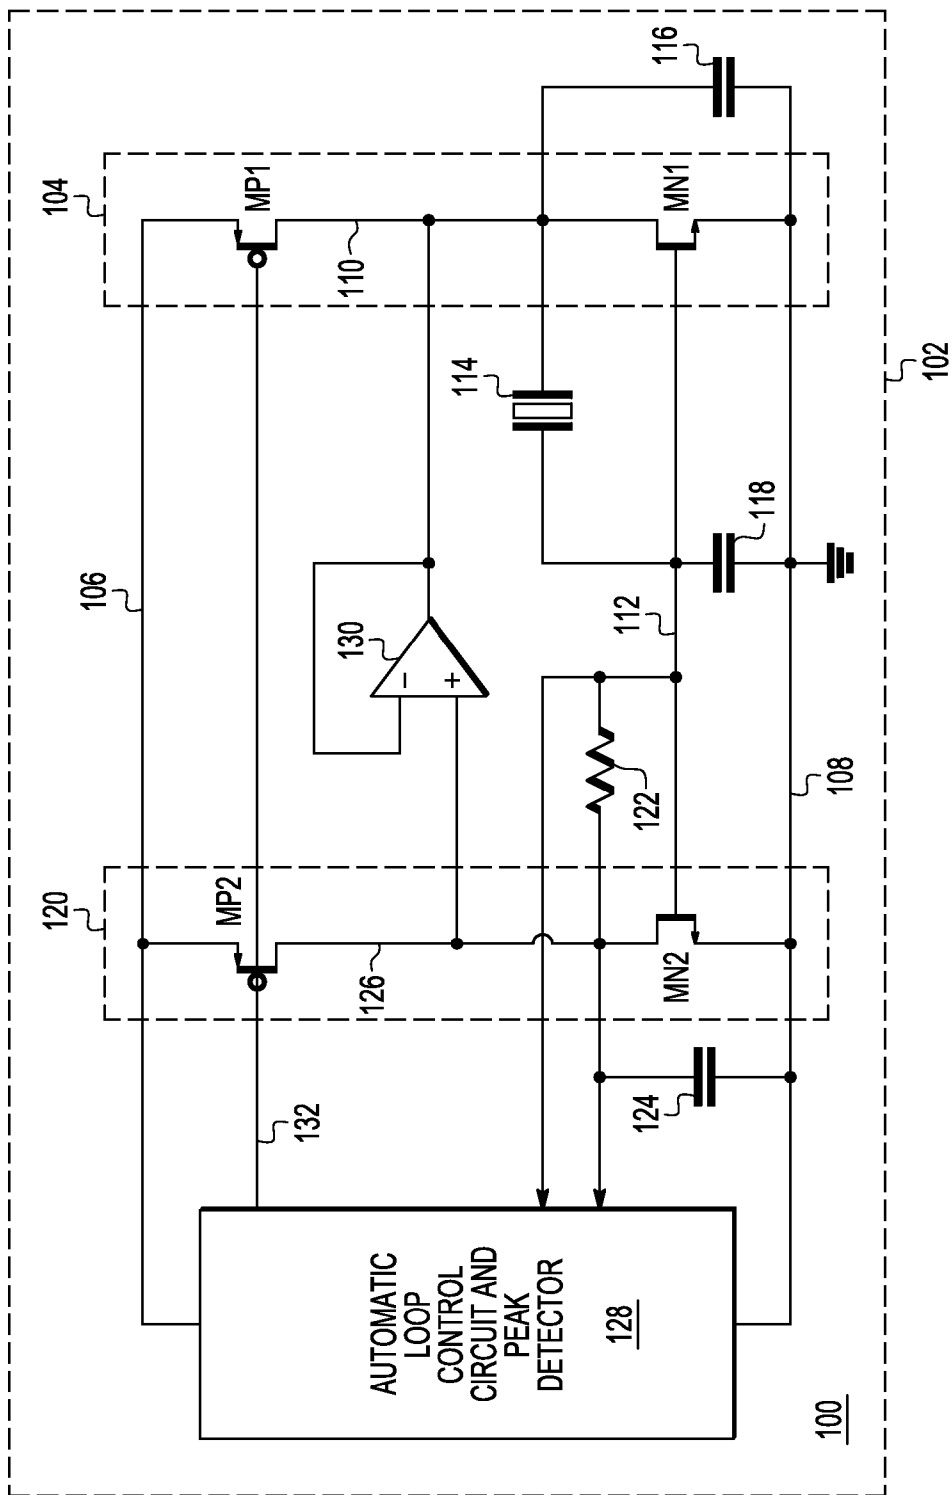 120
104
106
MP2
MP1
132
130
110
126
−
+
AUTOMATIC
LOOP
CONTROL
CIRCUIT AND
PEAK
DETECTOR
128
114
112
122
124
MN2
MN1
116
118
108
100
102